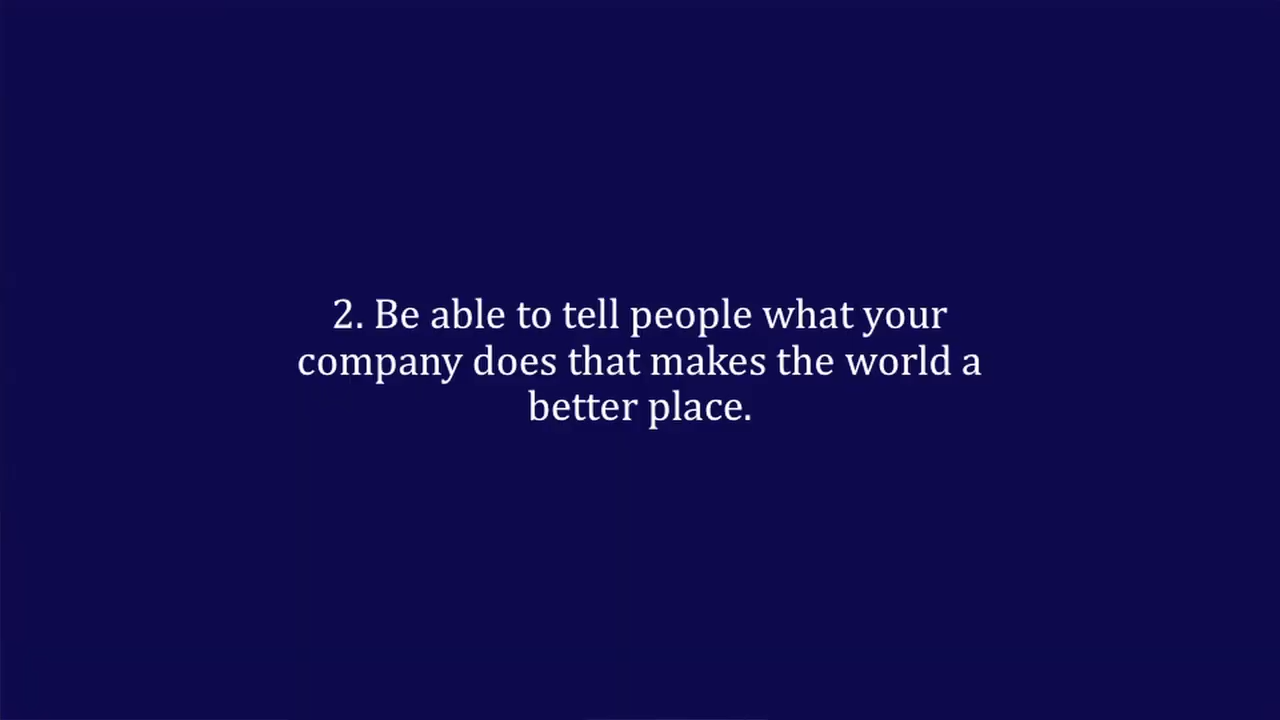 2. Be able to tell people what your
company does that makes the world a
better place.